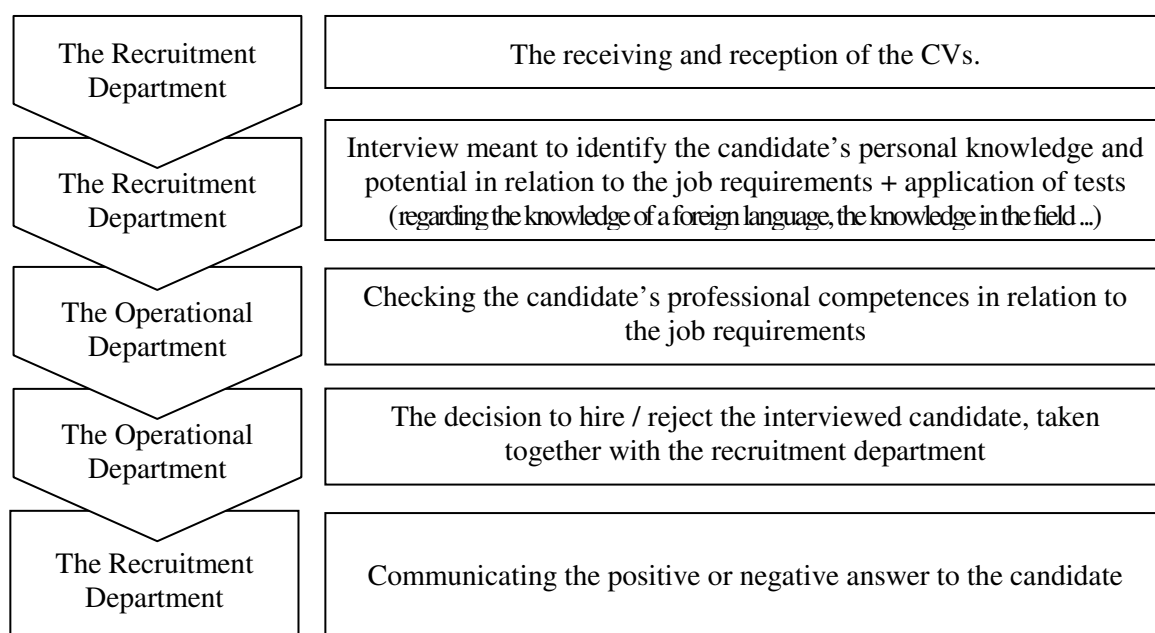 The Recruitment
Department
The receiving and reception of the CVs.
The Recruitment
Department
Interview meant to identify the candidate’s personal knowledge and
potential in relation to the job requirements + application of tests
(regarding the knowledge of a foreign language, the knowledge in the field ...)
The Operational
Department
Checking the candidate’s professional competences in relation to
the job requirements
The Operational
Department
The decision to hire / reject the interviewed candidate, taken
together with the recruitment department
The Recruitment
Department
Communicating the positive or negative answer to the candidate